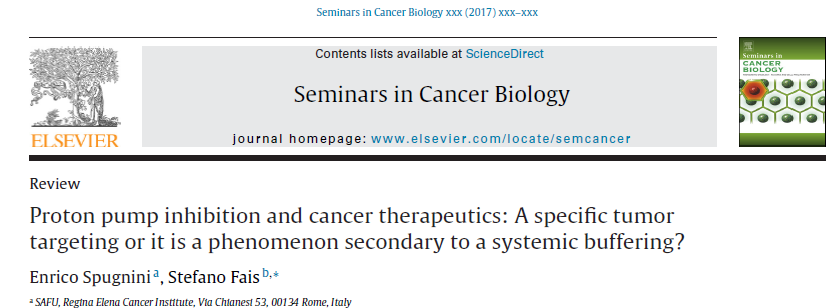 Seminars in Cancer Biology xxx (2017) xxx–xxx
Contents lists available at ScienceDirect
Seminars in Cancer Biology
journal homepage: www.elsevier.com/locate/semcancer
ELSEVIER
Seminars in
CANCER
BIOLOGY
Review
Proton pump inhibition and cancer therapeutics: A specific tumor
targeting or it is a phenomenon secondary to a systemic buffering?
Enrico Spugnini a, Stefano Fais b,∗
a SAFU, Regina Elena Cancer Institute, Via Chianesi 53, 00134 Rome, Italy